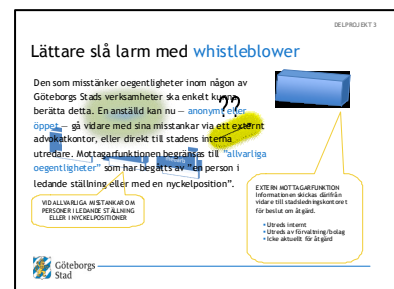 DELPROJEKT 3
Lättare slå larm med whistleblower
Den som misstänker oegentligheter inom någon av
Göteborgs Stads verksamheter ska enkelt kunna
berätta detta. En anställd kan nu — anonymt eller
öppet — gå vidare med sina misstankar via ett externt
advokatkontor, eller direkt till stadens interna
utredare. Mottagarfunktionen begränsas till ”allvarliga
oegentligheter” som har begåtts av ”en person i
ledande ställning eller med en nyckelposition”.
??
VID ALLVARLIGA MISSTANKAR OM
PERSONER I LEDANDE STÄLLNING
ELLER I NYCKELPOSITIONER
EXTERN MOTTAGARFUNKTION
Informationen skickas därifrån
vidare till stadsledningskontoret
för beslut om åtgärd.
• Utreds internt
• Utreds av förvaltning/bolag
• Icke aktuellt för åtgärd
Göteborgs
Stad